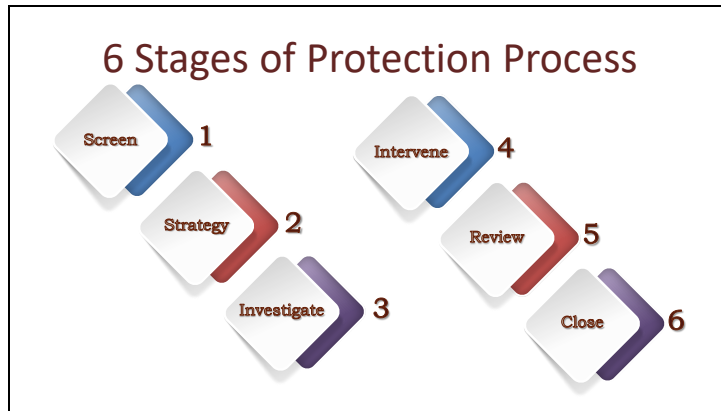 6 Stages of Protection Process
Screen
1
Strategy
2
Investigate
3
Intervene
4
Review
5
Close
6